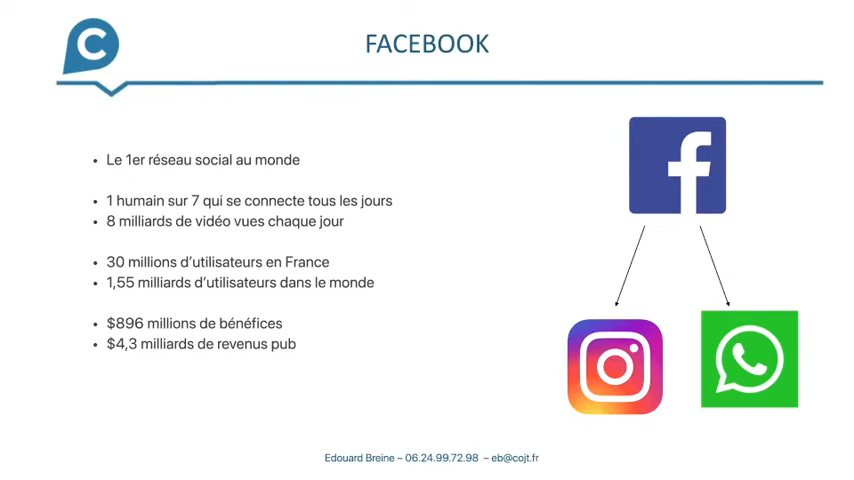 C
FACEBOOK
• Le 1er réseau social au monde
• 1 humain sur 7 qui se connecte tous les jours
• 8 milliards de vidéo vues chaque jour
• 30 millions d’utilisateurs en France
• 1,55 milliards d’utilisateurs dans le monde
• $896 millions de bénéfices
• $4,3 milliards de revenus pub
f
Edouard Breine – 06.24.99.72.98 – eb@cojt.fr